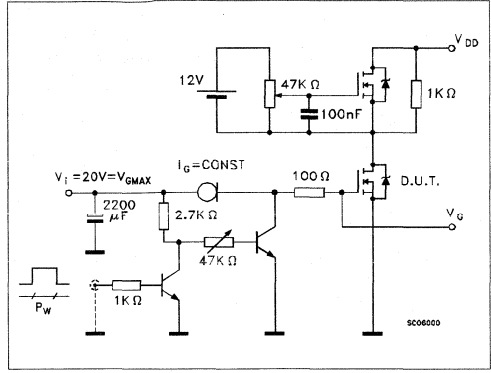 V_DD
12V
47K Ω
1K Ω
100nF
V_i =20V=V_GMAX
I_G=CONST
100Ω
D.U.T.
2200
μF
2.7K Ω
V_G
47K Ω
1K Ω
P_W
SC06000